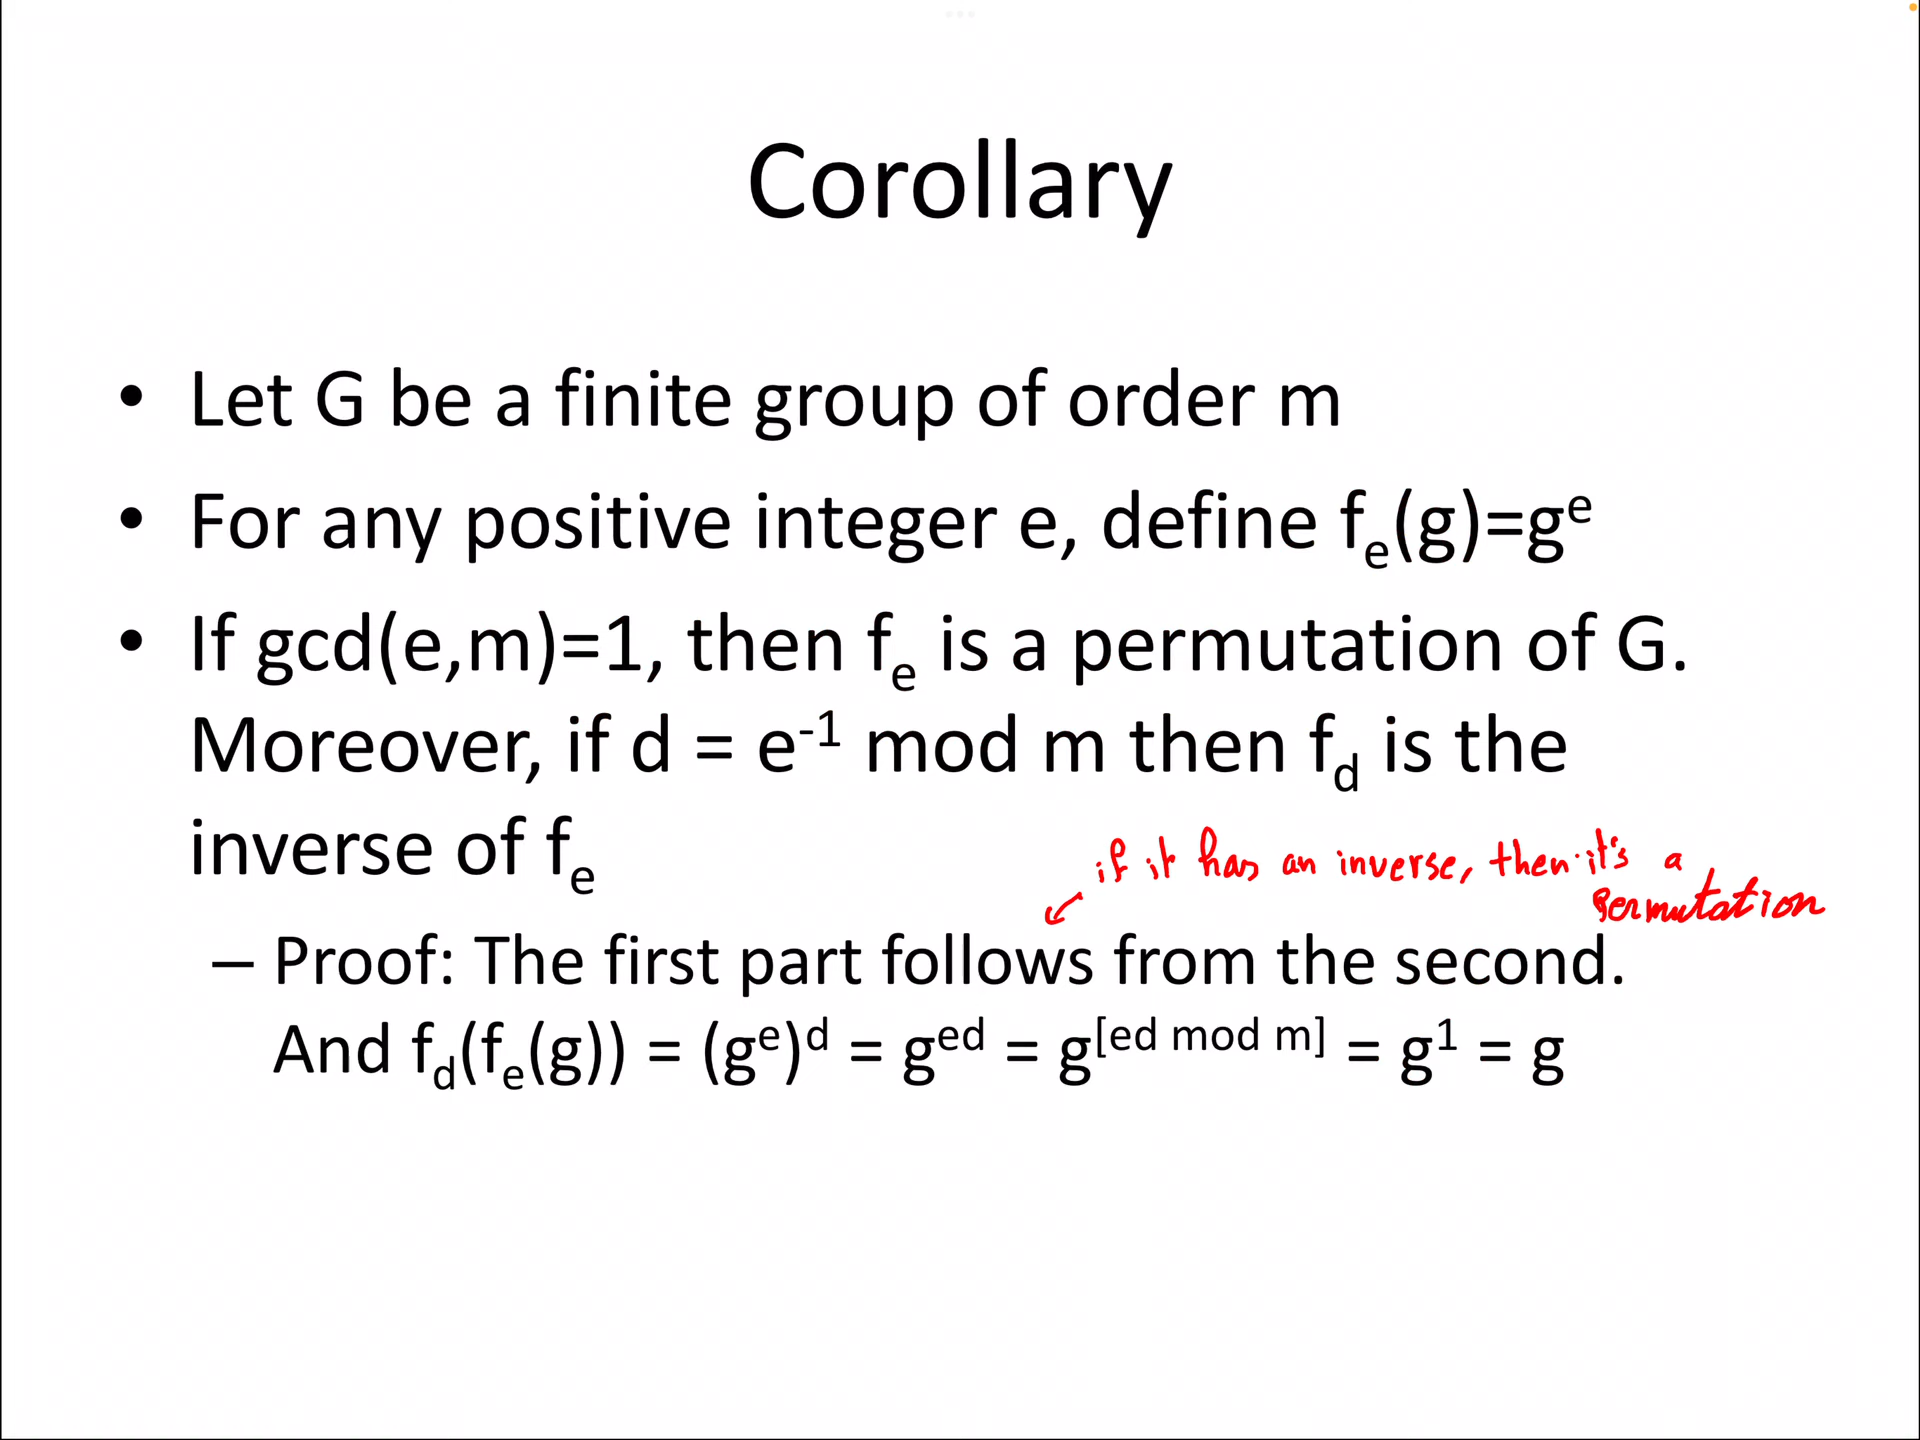 Corollary
• Let G be a finite group of order m
• For any positive integer e, define fₑ(g)=gᵉ
• If gcd(e,m)=1, then fₑ is a permutation of G.
Moreover, if d = e⁻¹ mod m then f_d is the
inverse of fₑ
if it has an inverse, then it's a
permutation
– Proof: The first part follows from the second.
And f_d(fₑ(g)) = (gᵉ)ᵈ = gᵉᵈ = g^[ed mod m] = g¹ = g